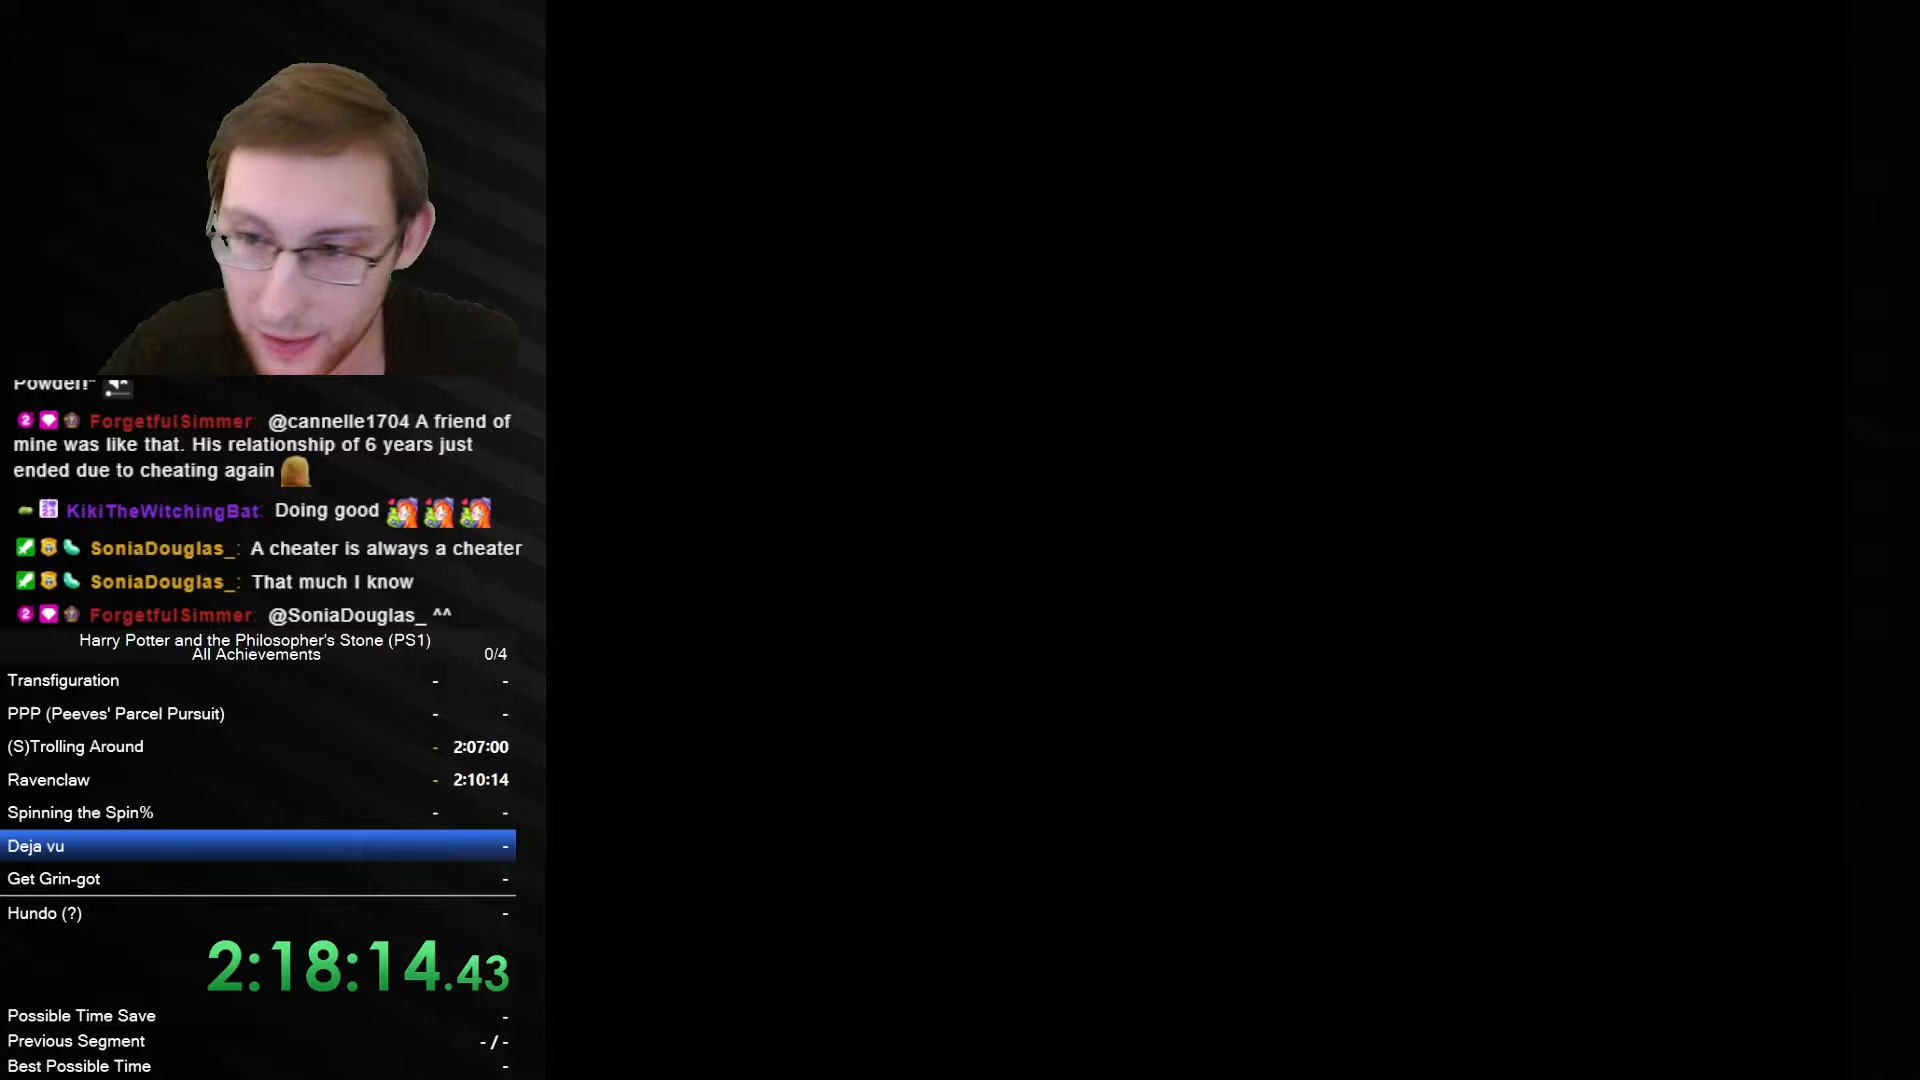 Powder!"
ForgetfulSimmer: @cannelle1704 A friend of
mine was like that. His relationship of 6 years just
ended due to cheating again
KikiTheWitchingBat: Doing good
SoniaDouglas_: A cheater is always a cheater
SoniaDouglas_: That much I know
ForgetfulSimmer: @SoniaDouglas_ ^^
Harry Potter and the Philosopher's Stone (PS1)
All Achievements 0/4
Transfiguration - -
PPP (Peeves' Parcel Pursuit) - -
(S)Trolling Around - 2:07:00
Ravenclaw - 2:10:14
Spinning the Spin% - -
Deja vu -
Get Grin-got -
Hundo (?) -
2:18:14.43
Possible Time Save -
Previous Segment - / -
Best Possible Time -